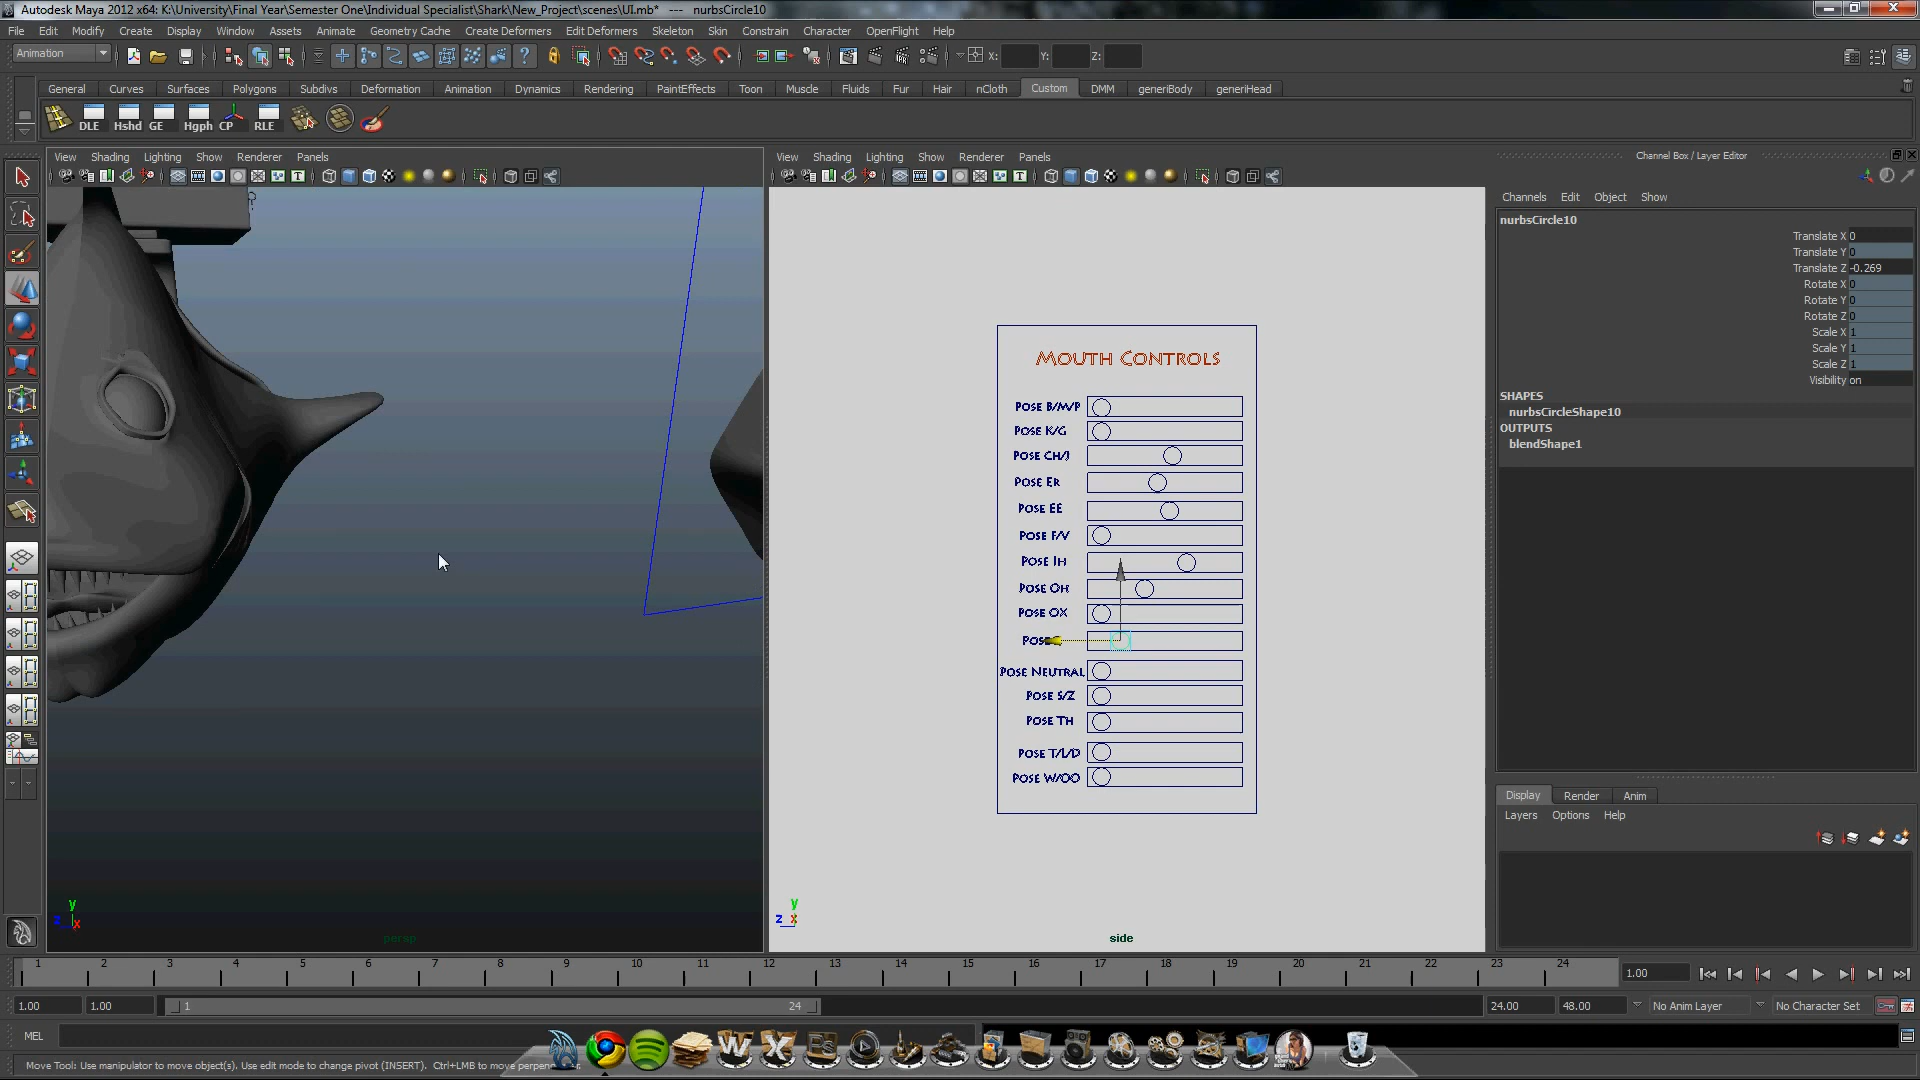 Autodesk Maya 2012 x64: K:\University\Final Year\Semester One\Individual Specialist\Shark\New_Project\scenes\UI.mb* --- nurbsCircle10
File Edit Modify Create Display Window Assets Animate Geometry Cache Create Deformers Edit Deformers Skeleton Skin Constrain Character OpenFlight Help
Animation X: Y: Z:
General Curves Surfaces Polygons Subdivs Deformation Animation Dynamics Rendering PaintEffects Toon Muscle Fluids Fur Hair nCloth Custom DMM generiBody generiHead
DLE Hshd GE Hgph CP RLE
View Shading Lighting Show Renderer Panels
View Shading Lighting Show Renderer Panels
Channel Box / Layer Editor
Channels Edit Object Show
nurbsCircle10
Translate X 0
Translate Y 0
Translate Z -0.269
Rotate X 0
Rotate Y 0
Rotate Z 0
Scale X 1
Scale Y 1
Scale Z 1
Visibility on
SHAPES
nurbsCircleShape10
OUTPUTS
blendShape1
Mouth Controls
Pose B/M/P
Pose K/G
Pose Ch/J
Pose Er
Pose EE
Pose F/V
Pose Ih
Pose Oh
Pose OX
Pose
Pose Neutral
Pose S/Z
Pose Th
Pose T/L/D
Pose W/OO
Display Render Anim
Layers Options Help
y
z x
persp
y
z x
side
1 2 3 4 5 6 7 8 9 10 11 12 13 14 15 16 17 18 19 20 21 22 23 24
1.00
1.00 1.00 1 24 24.00 48.00 No Anim Layer No Character Set
MEL
Move Tool: Use manipulator to move object(s). Use edit mode to change pivot (INSERT). Ctrl+LMB to move perpen